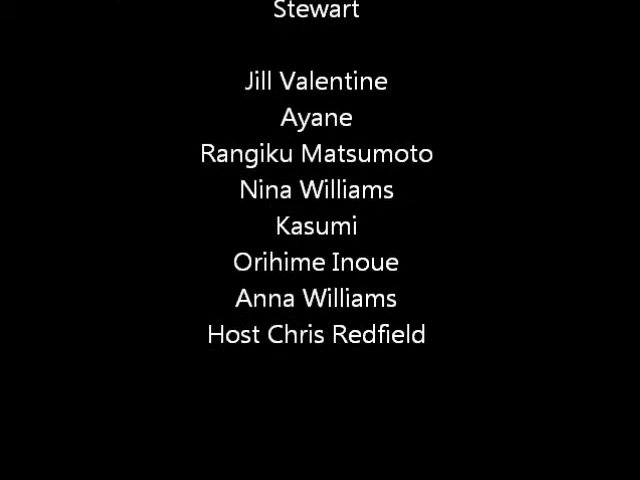 Stewart
Jill Valentine
Ayane
Rangiku Matsumoto
Nina Williams
Kasumi
Orihime Inoue
Anna Williams
Host Chris Redfield